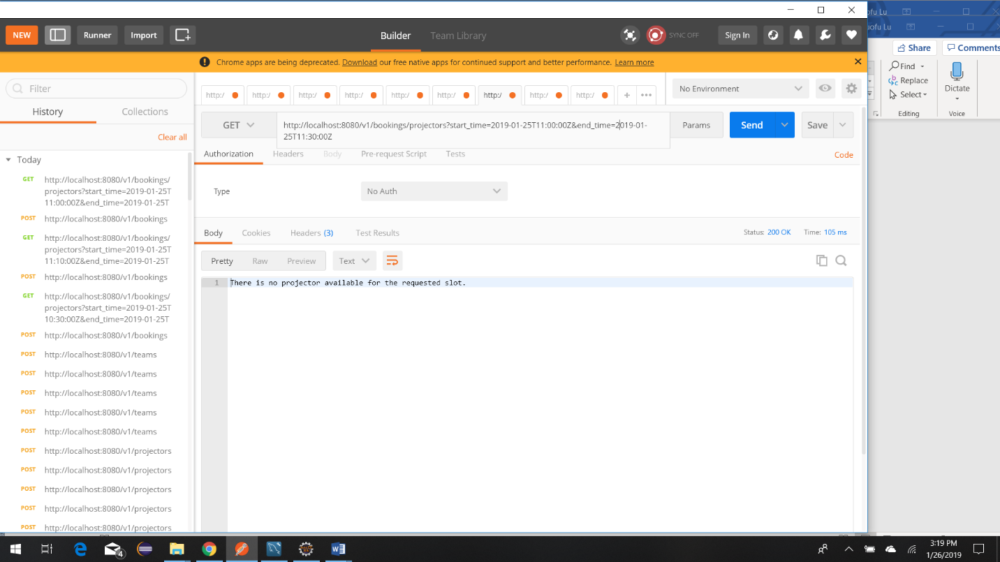 ofu Lu
NEW
Runner
Import
Builder
Team Library
SYNC OFF
Sign In
uofu Lu
Share
Comments
Chrome apps are being deprecated. Download our free native apps for continued support and better performance. Learn more
Find
Replace
Select
Dictate
Editing
Voice
Filter
http:/
http:/
http:/
http:/
http:/
http:/
http:/
http:/
http:/
No Environment
History
Collections
GET
http://localhost:8080/v1/bookings/projectors?start_time=2019-01-25T11:00:00Z&end_time=2019-01-
25T11:30:00Z
Params
Send
Save
Clear all
Authorization
Headers
Body
Pre-request Script
Tests
Code
Today
GET
http://localhost:8080/v1/bookings/
projectors?start_time=2019-01-25T
11:00:00Z&end_time=2019-01-25T
POST http://localhost:8080/v1/bookings
GET
http://localhost:8080/v1/bookings/
projectors?start_time=2019-01-25T
11:10:00Z&end_time=2019-01-25T
POST http://localhost:8080/v1/bookings
GET
http://localhost:8080/v1/bookings/
projectors?start_time=2019-01-25T
10:30:00Z&end_time=2019-01-25T
POST http://localhost:8080/v1/bookings
POST http://localhost:8080/v1/teams
POST http://localhost:8080/v1/teams
POST http://localhost:8080/v1/teams
POST http://localhost:8080/v1/teams
POST http://localhost:8080/v1/teams
POST http://localhost:8080/v1/projectors
POST http://localhost:8080/v1/projectors
POST http://localhost:8080/v1/projectors
POST http://localhost:8080/v1/projectors
POST http://localhost:8080/v1/projectors
Type
No Auth
Body
Cookies
Headers (3)
Test Results
Status: 200 OK
Time: 105 ms
Pretty
Raw
Preview
Text
1 There is no projector available for the requested slot.
4
3:19 PM
1/26/2019